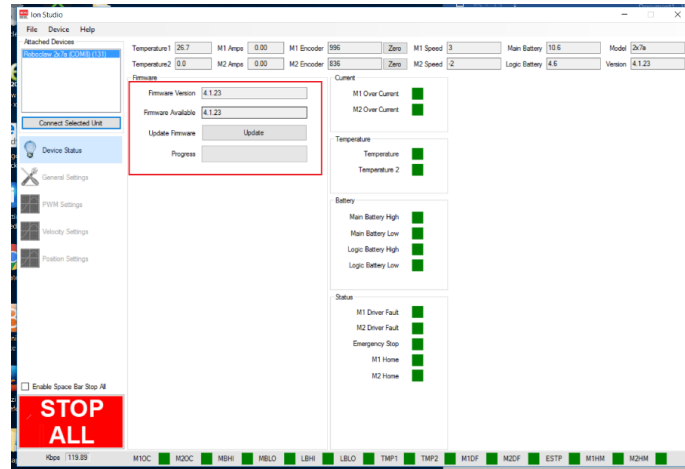 Ion Studio
File Device Help
Attached Devices
Roboclaw 2x7a (COM8) (131)
Connect Selected Unit
Device Status
General Settings
PWM Settings
Velocity Settings
Position Settings
Enable Space Bar Stop All
STOP
ALL
Kbps 119.89
Temperature1 26.7 M1 Amps 0.00 M1 Encoder 996 Zero M1 Speed 3 Main Battery 10.6 Model 2x7a
Temperature2 0.0 M2 Amps 0.00 M2 Encoder 836 Zero M2 Speed -2 Logic Battery 4.6 Version 4.1.23
Firmware
Firmware Version 4.1.23
Firmware Available 4.1.23
Update Firmware Update
Progress
Current
M1 Over Current
M2 Over Current
Temperature
Temperature
Temperature 2
Battery
Main Battery High
Main Battery Low
Logic Battery High
Logic Battery Low
Status
M1 Driver Fault
M2 Driver Fault
Emergency Stop
M1 Home
M2 Home
M1OC M2OC MBHI MBLO LBHI LBLO TMP1 TMP2 M1DF M2DF ESTP M1HM M2HM